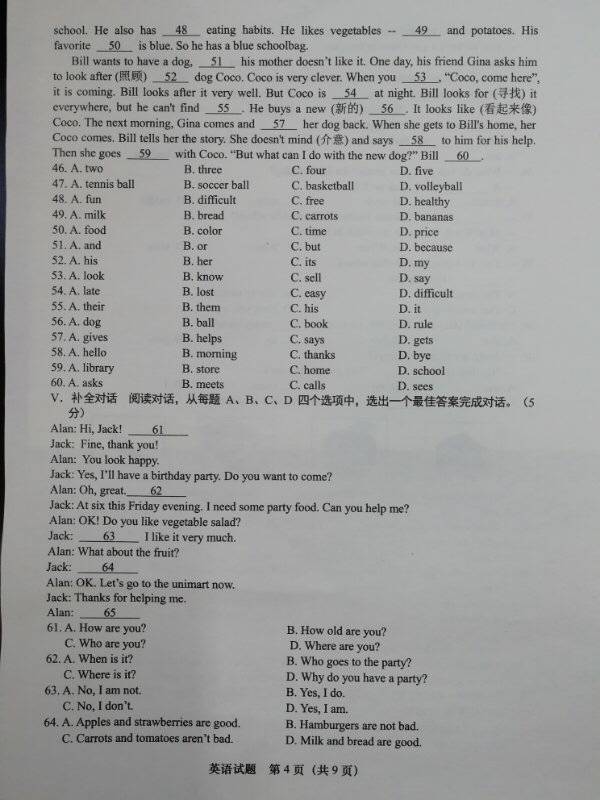 school. He also has 48 eating habits. He likes vegetables -- 49 and potatoes. His
favorite 50 is blue. So he has a blue schoolbag.
Bill wants to have a dog, 51 his mother doesn't like it. One day, his friend Gina asks him
to look after (照顾) 52 dog Coco. Coco is very clever. When you 53, "Coco, come here",
it is coming. Bill looks after it very well. But Coco is 54 at night. Bill looks for (寻找) it
everywhere, but he can't find 55. He buys a new (新的) 56. It looks like (看起来像)
Coco. The next morning, Gina comes and 57 her dog back. When she gets to Bill's home, her
Coco comes. Bill tells her the story. She doesn't mind (介意) and says 58 to him for his help.
Then she goes 59 with Coco. "But what can I do with the new dog?" Bill 60.
46. A. two B. three C. four D. five
47. A. tennis ball B. soccer ball C. basketball D. volleyball
48. A. fun B. difficult C. free D. healthy
49. A. milk B. bread C. carrots D. bananas
50. A. food B. color C. time D. price
51. A. and B. or C. but D. because
52. A. his B. her C. its D. my
53. A. look B. know C. sell D. say
54. A. late B. lost C. easy D. difficult
55. A. their B. them C. his D. it
56. A. dog B. ball C. book D. rule
57. A. gives B. helps C. says D. gets
58. A. hello B. morning C. thanks D. bye
59. A. library B. store C. home D. school
60. A. asks B. meets C. calls D. sees
V. 补全对话 阅读对话，从每题 A、B、C、D 四个选项中，选出一个最佳答案完成对话。（5
分）
Alan: Hi, Jack! 61
Jack: Fine, thank you!
Alan: You look happy.
Jack: Yes, I'll have a birthday party. Do you want to come?
Alan: Oh, great. 62
Jack: At six this Friday evening. I need some party food. Can you help me?
Alan: OK! Do you like vegetable salad?
Jack: 63 I like it very much.
Alan: What about the fruit?
Jack: 64
Alan: OK. Let's go to the unimart now.
Jack: Thanks for helping me.
Alan: 65
61. A. How are you? B. How old are you?
C. Who are you? D. Where are you?
62. A. When is it? B. Who goes to the party?
C. Where is it? D. Why do you have a party?
63. A. No, I am not. B. Yes, I do.
C. No, I don't. D. Yes, I am.
64. A. Apples and strawberries are good. B. Hamburgers are not bad.
C. Carrots and tomatoes aren't bad. D. Milk and bread are good.
英语试题 第 4 页（共 9 页）